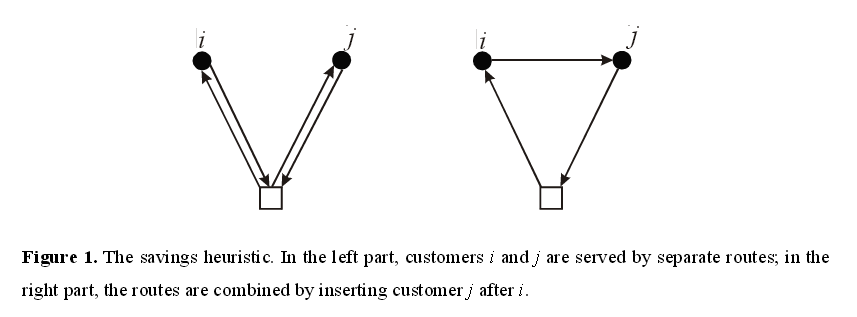 i j i j
Figure 1. The savings heuristic. In the left part, customers i and j are served by separate routes; in the
right part, the routes are combined by inserting customer j after i.